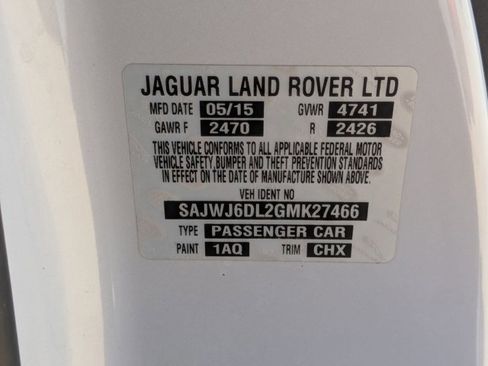 JAGUAR LAND ROVER LTD
MFD DATE 05/15 GVWR 4741
GAWR F 2470 R 2426
THIS VEHICLE CONFORMS TO ALL APPLICABLE FEDERAL MOTOR
VEHICLE SAFETY, BUMPER AND THEFT PREVENTION STANDARDS
IN EFFECT ON THE DATE OF MANUFACTURE SHOWN ABOVE.
VEH IDENT NO
SAJWJ6DL2GMK27466
TYPE PASSENGER CAR
PAINT 1AQ TRIM CHX